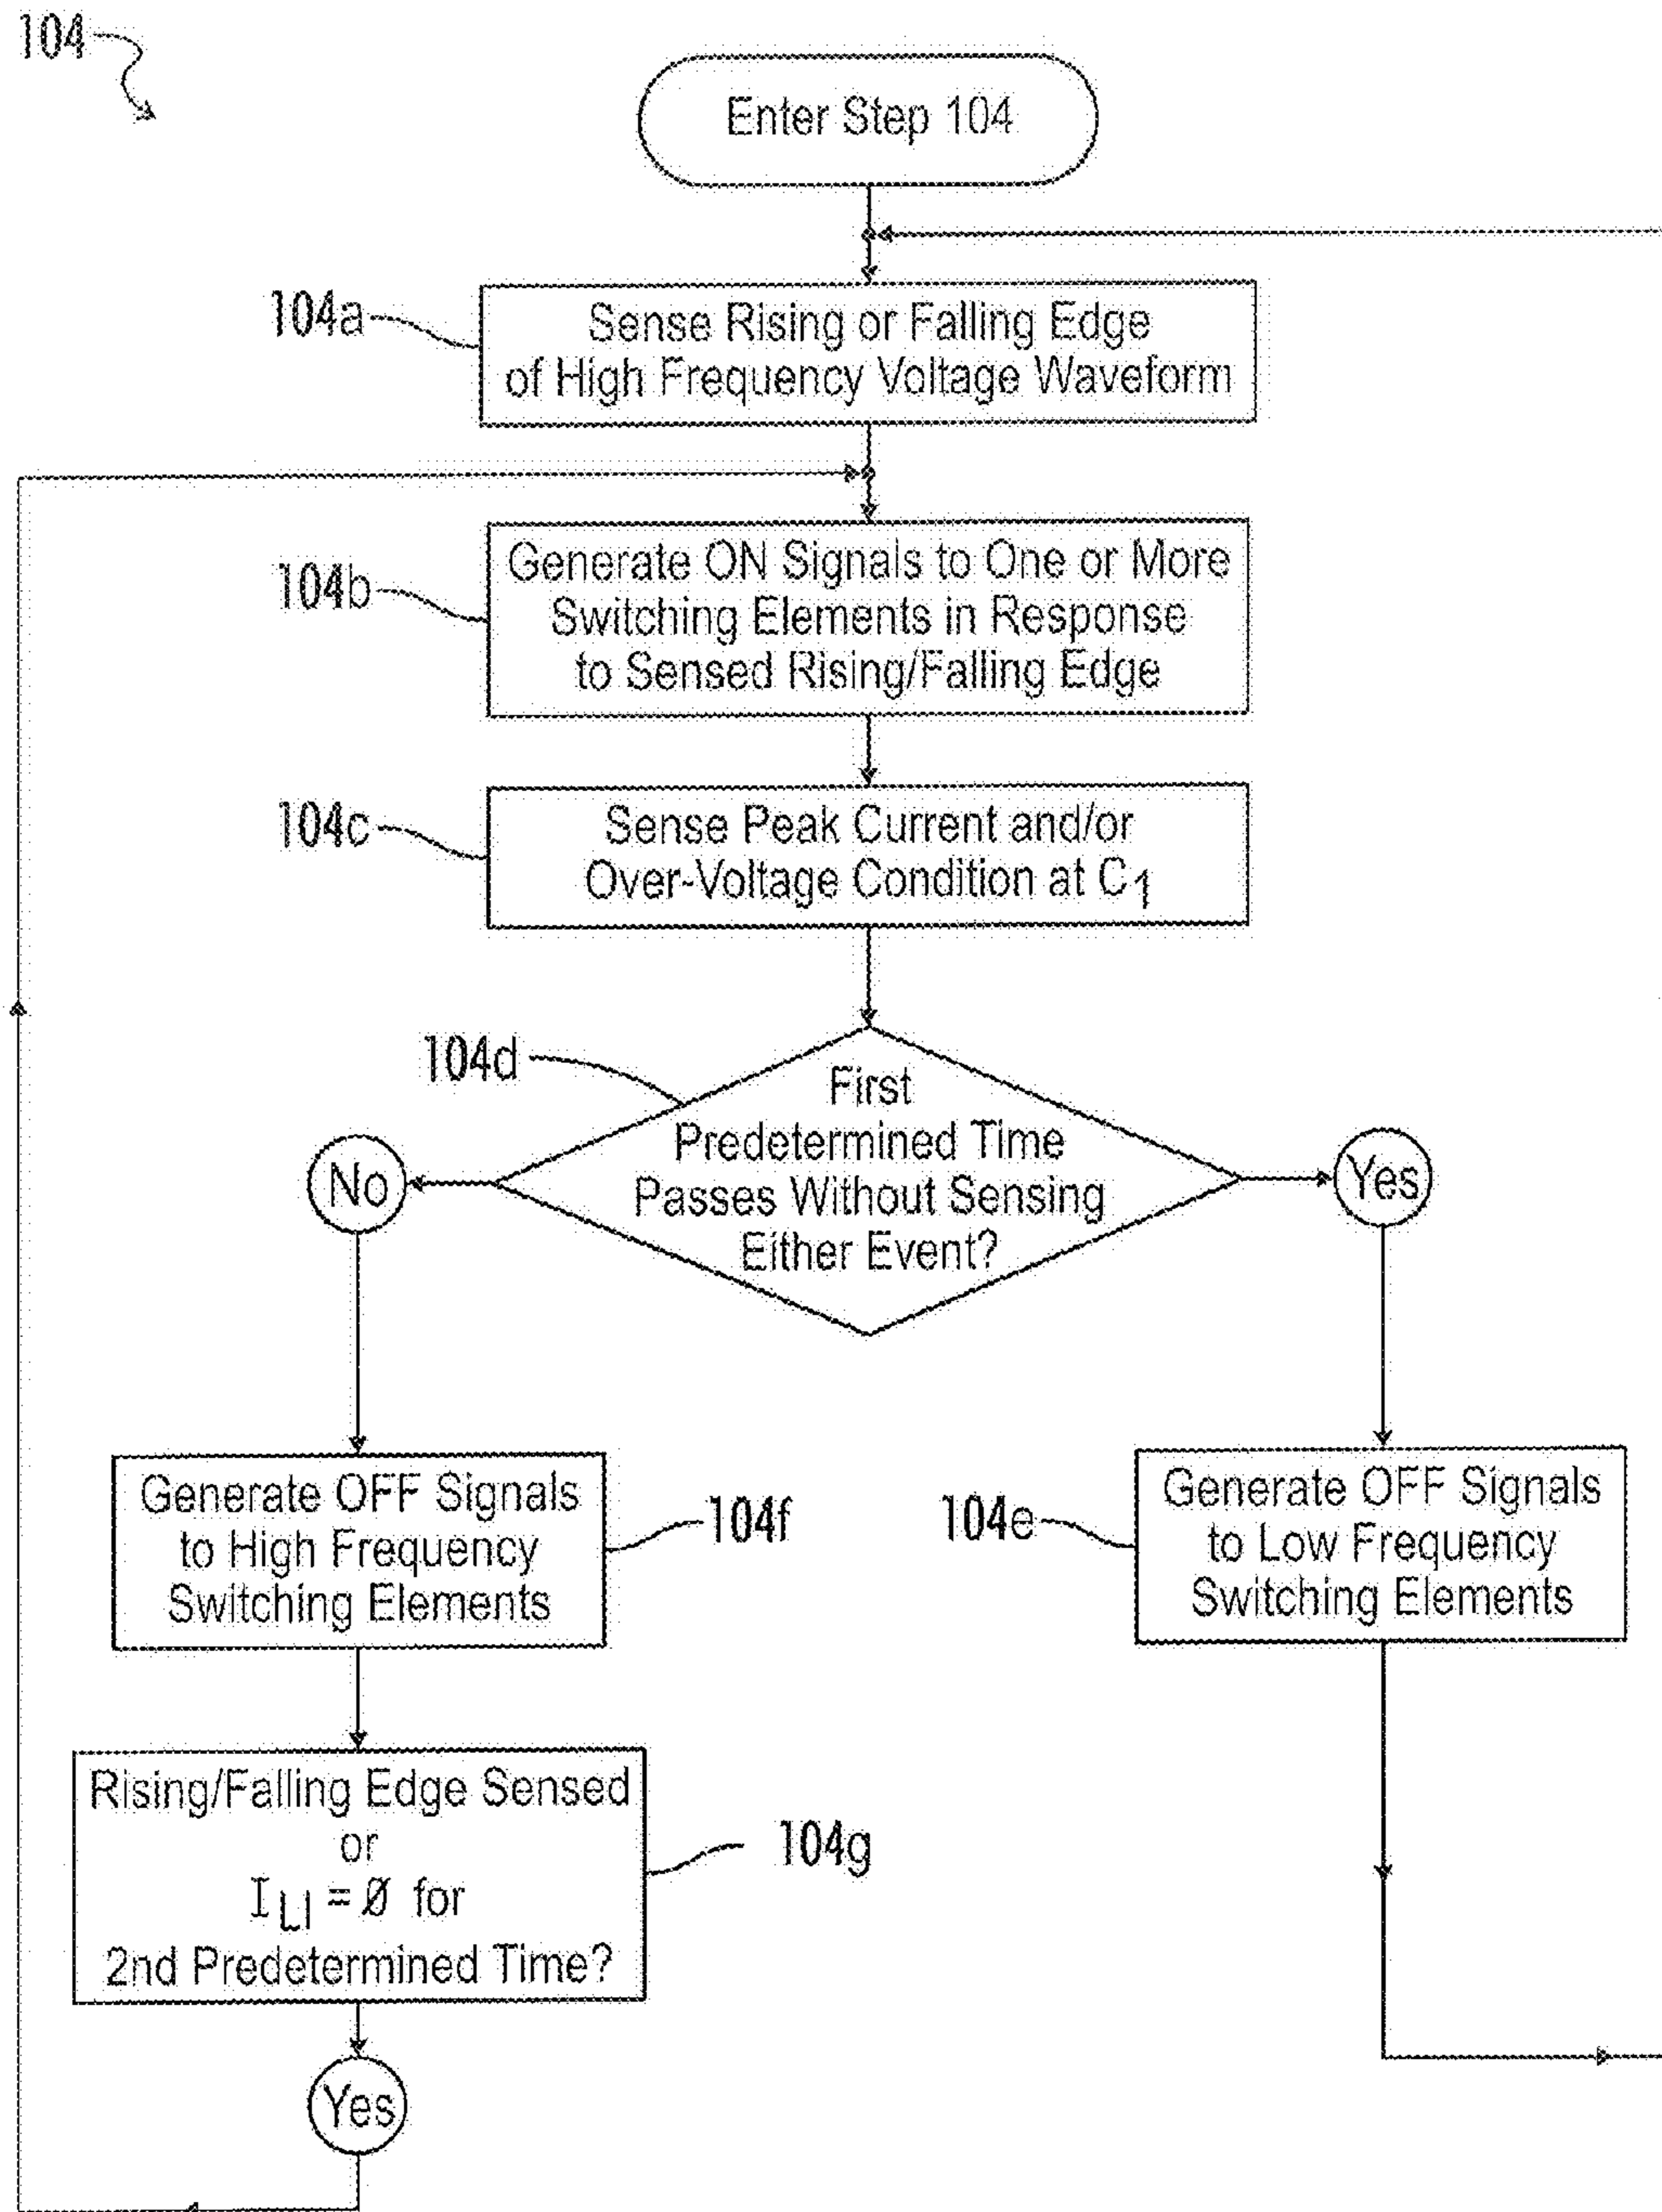 104
Enter Step 104
104a
Sense Rising or Falling Edge
of High Frequency Voltage Waveform
104b
Generate ON Signals to One or More
Switching Elements in Response
to Sensed Rising/Falling Edge
104c
Sense Peak Current and/or
Over-Voltage Condition at C1
104d
First
Predetermined Time
Passes Without Sensing
Either Event?
No
Yes
Generate OFF Signals
to High Frequency
Switching Elements
104f
104e
Generate OFF Signals
to Low Frequency
Switching Elements
Rising/Falling Edge Sensed
or
I LI = Ø for
2nd Predetermined Time?
104g
Yes